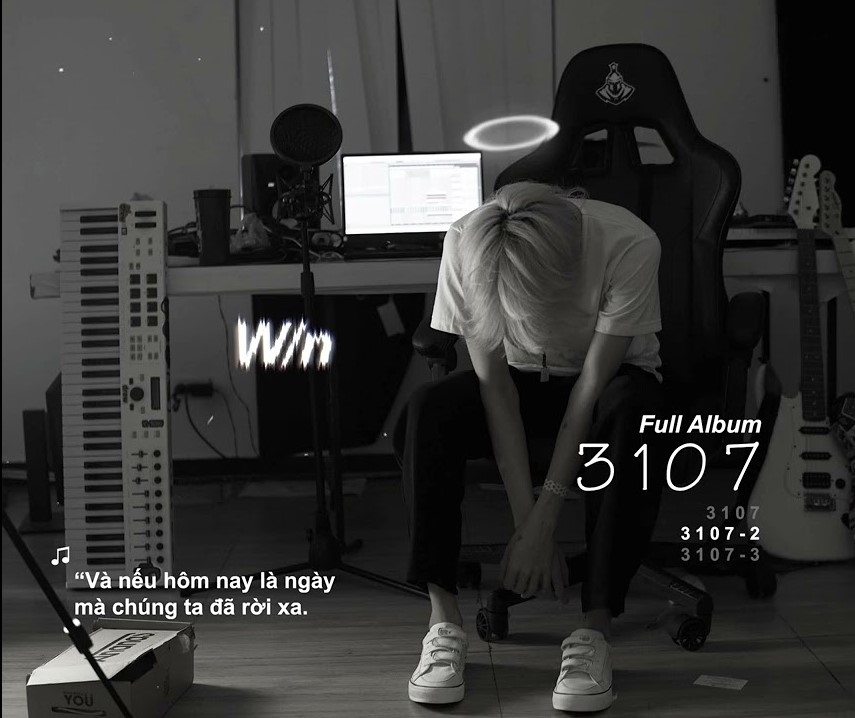 W/n
Full Album
3107
3107
3107-2
3107-3
“Và nếu hôm nay là ngày
mà chúng ta đã rời xa.
YOU